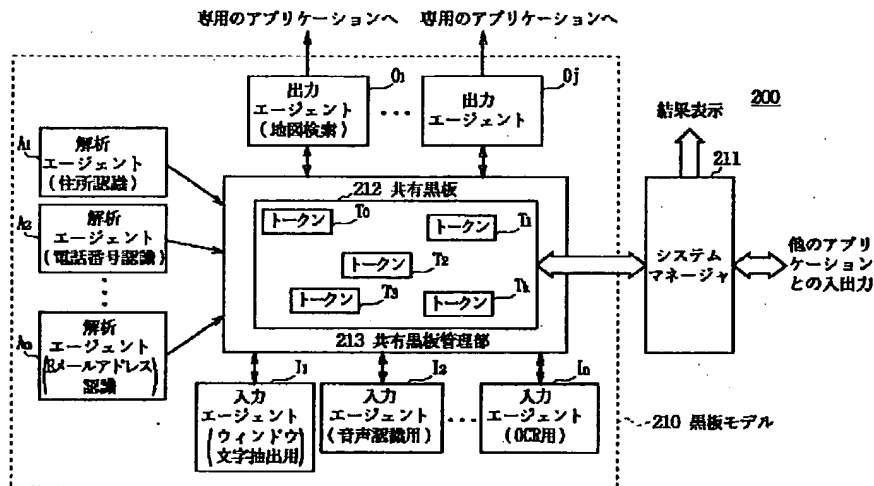 専用のアプリケーションへ
専用のアプリケーションへ
O1
Oj
出力
エージェント
(地図検索)
…
出力
エージェント
結果表示
200
211
A1
解析
エージェント
(住所認識)
212 共有黒板
トークン
T0
トークン
T1
A2
解析
エージェント
(電話番号認識)
トークン
T2
システム
マネージャ
他のアプリ
ケーション
との入出力
トークン
T3
トークン
Tk
解析
エージェント
(Eメールアドレス
認識)
213 共有黒板管理部
I1
I2
In
入力
エージェント
(ウィンドウ
文字抽出用)
入力
エージェント
(音声認識用)
…
入力
エージェント
(OCR用)
210 黒板モデル